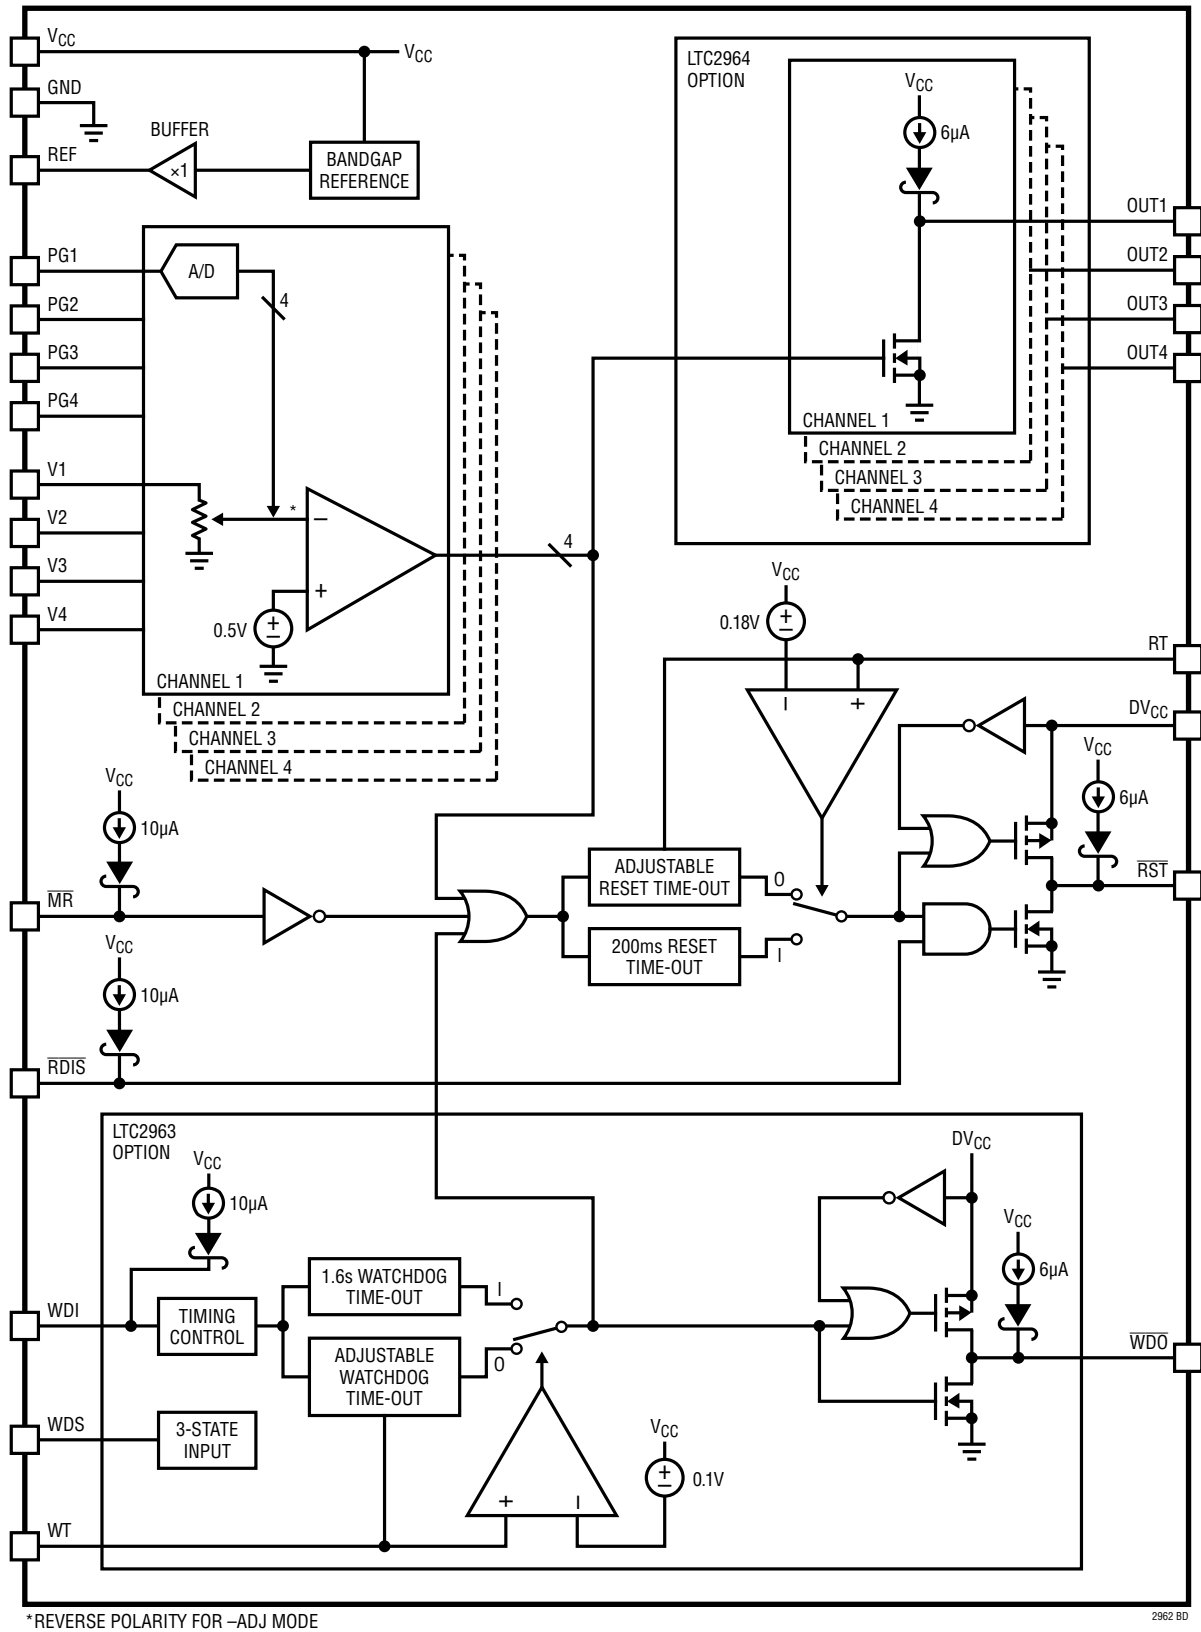 VCC
VCC
GND
BUFFER
REF
×1
BANDGAP
REFERENCE
LTC2964
OPTION
VCC
6µA
OUT1
OUT2
OUT3
OUT4
CHANNEL 1
CHANNEL 2
CHANNEL 3
CHANNEL 4
PG1
A/D
4
PG2
PG3
PG4
V1
V2
*
–
V3
+
V4
0.5V
+
–
4
CHANNEL 1
CHANNEL 2
CHANNEL 3
CHANNEL 4
VCC
0.18V
+
–
RT
–
+
DVCC
VCC
6µA
RST
VCC
10µA
MR
ADJUSTABLE
RESET TIME-OUT
0
200ms RESET
TIME-OUT
1
VCC
10µA
RDIS
LTC2963
OPTION
VCC
10µA
WDI
TIMING
CONTROL
1.6s WATCHDOG
TIME-OUT
1
ADJUSTABLE
WATCHDOG
TIME-OUT
0
DVCC
VCC
6µA
WDO
WDS
3-STATE
INPUT
VCC
+
–
0.1V
WT
+
–
*REVERSE POLARITY FOR –ADJ MODE
2962 BD